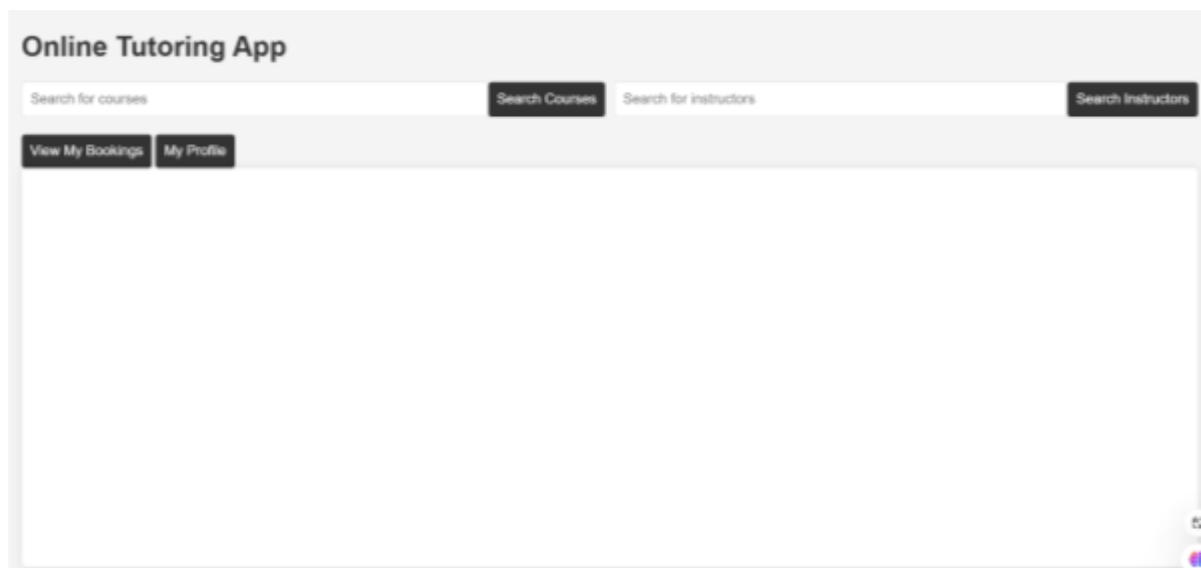 Online Tutoring App
Search for courses Search Courses Search for instructors Search Instructors
View My Bookings My Profile